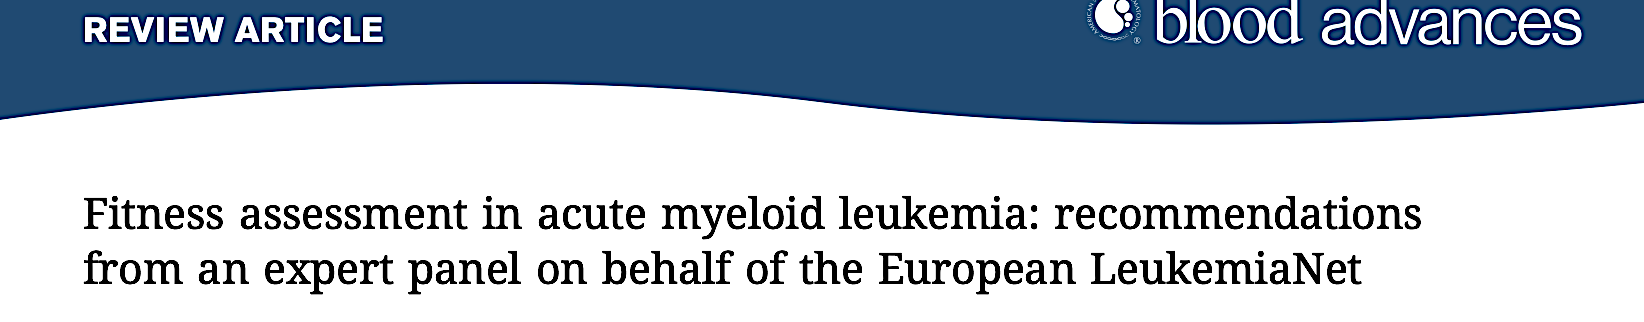 REVIEW ARTICLE
blood advances
Fitness assessment in acute myeloid leukemia: recommendations
from an expert panel on behalf of the European LeukemiaNet